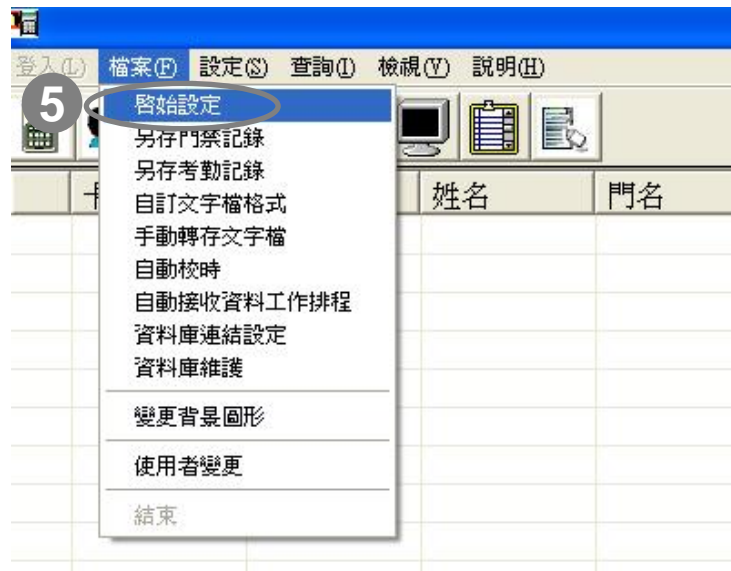 登入(L) 檔案(F) 設定(S) 查詢(I) 檢視(V) 說明(H)
5
啓始設定
另存門禁記錄
另存考勤記錄
卡 姓名 門名
自訂文字檔格式
手動轉存文字檔
自動校時
自動接收資料工作排程
資料庫連結設定
資料庫維護
變更背景圖形
使用者變更
結束